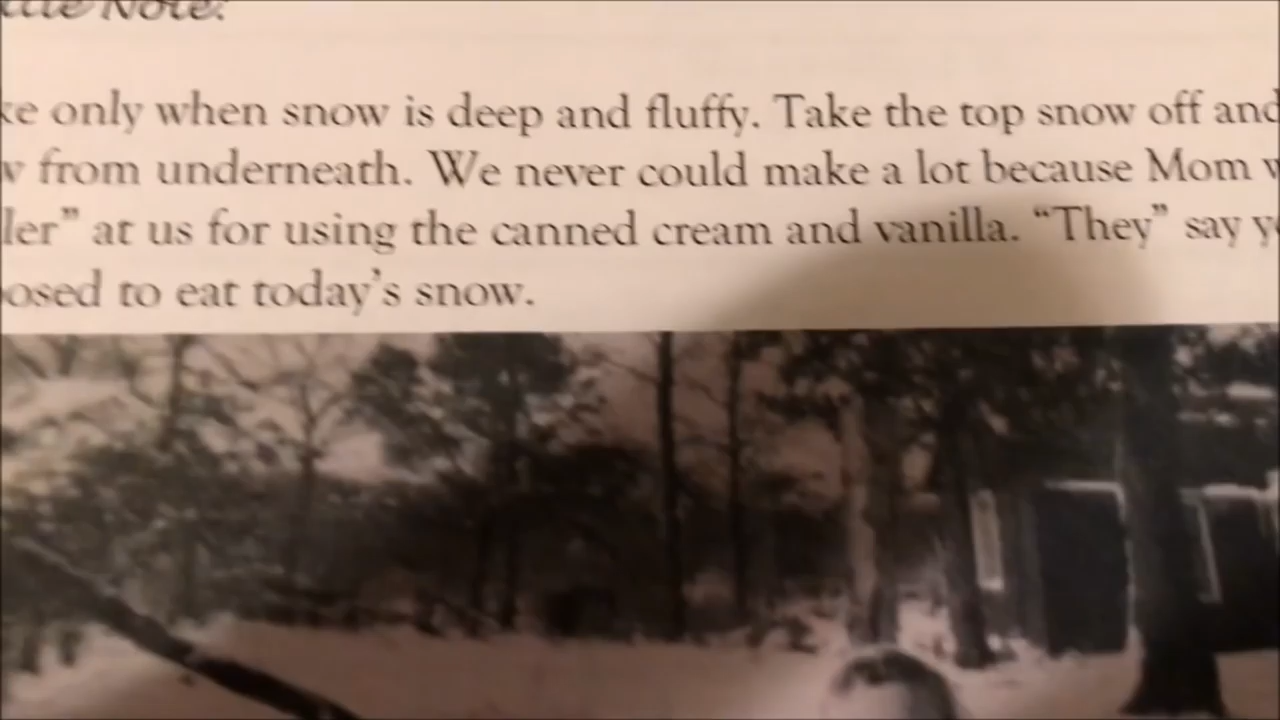 Note:
only when snow is deep and fluffy. Take the top snow off and
from underneath. We never could make a lot because Mom
ler” at us for using the canned cream and vanilla. “They” say
osed to eat today’s snow.